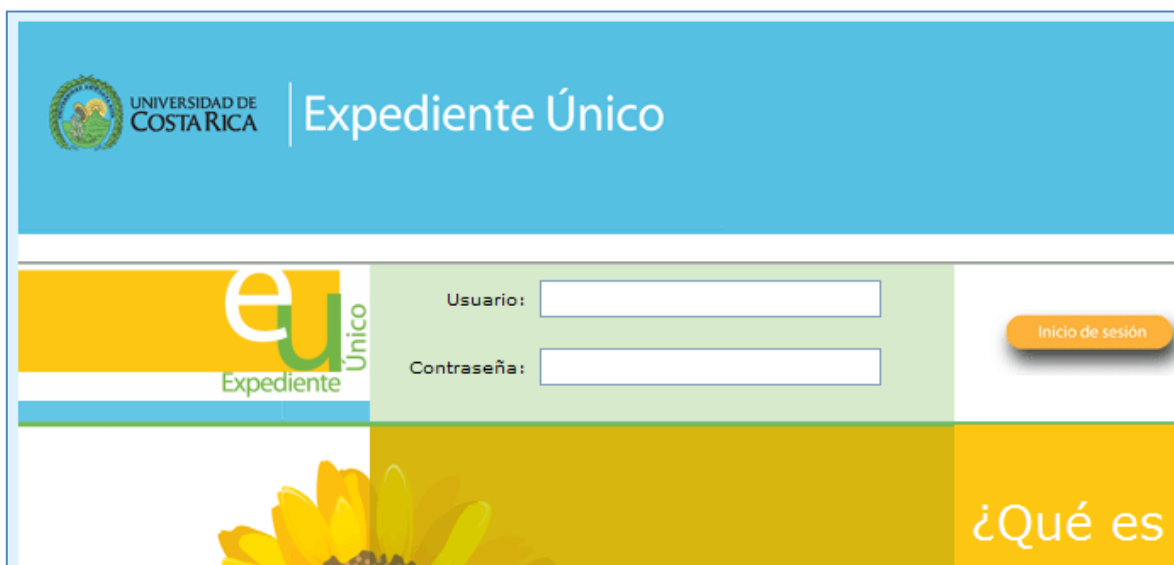 UNIVERSIDAD DE
COSTA RICA
Expediente Único
Usuario:
Contraseña:
Inicio de sesión
eu
Expediente Único
¿Qué es